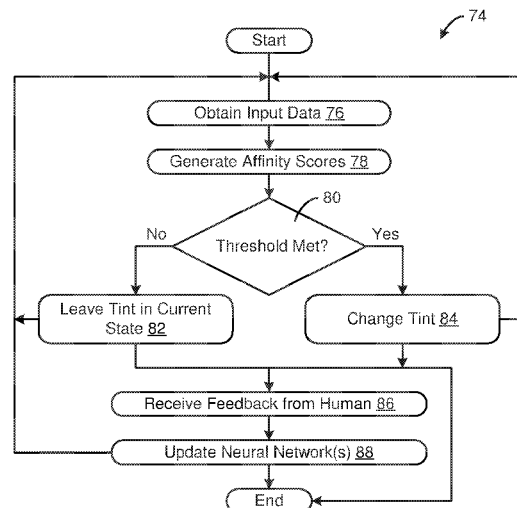 74
Start
Obtain Input Data 76
Generate Affinity Scores 78
80
No
Threshold Met?
Yes
Leave Tint in Current
State 82
Change Tint 84
Receive Feedback from Human 86
Update Neural Network(s) 88
End